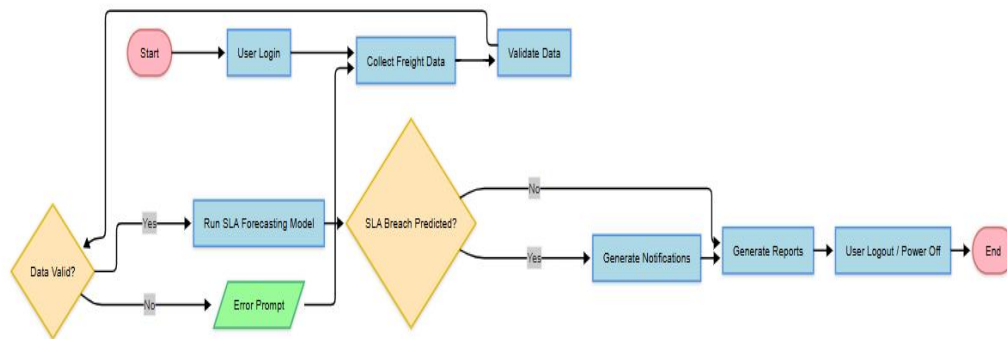 Start
User Login
Collect Freight Data
Validate Data
Data Valid?
Yes
Run SLA Forecasting Model
No
Error Prompt
SLA Breach Predicted?
No
Yes
Generate Notifications
Generate Reports
User Logout / Power Off
End